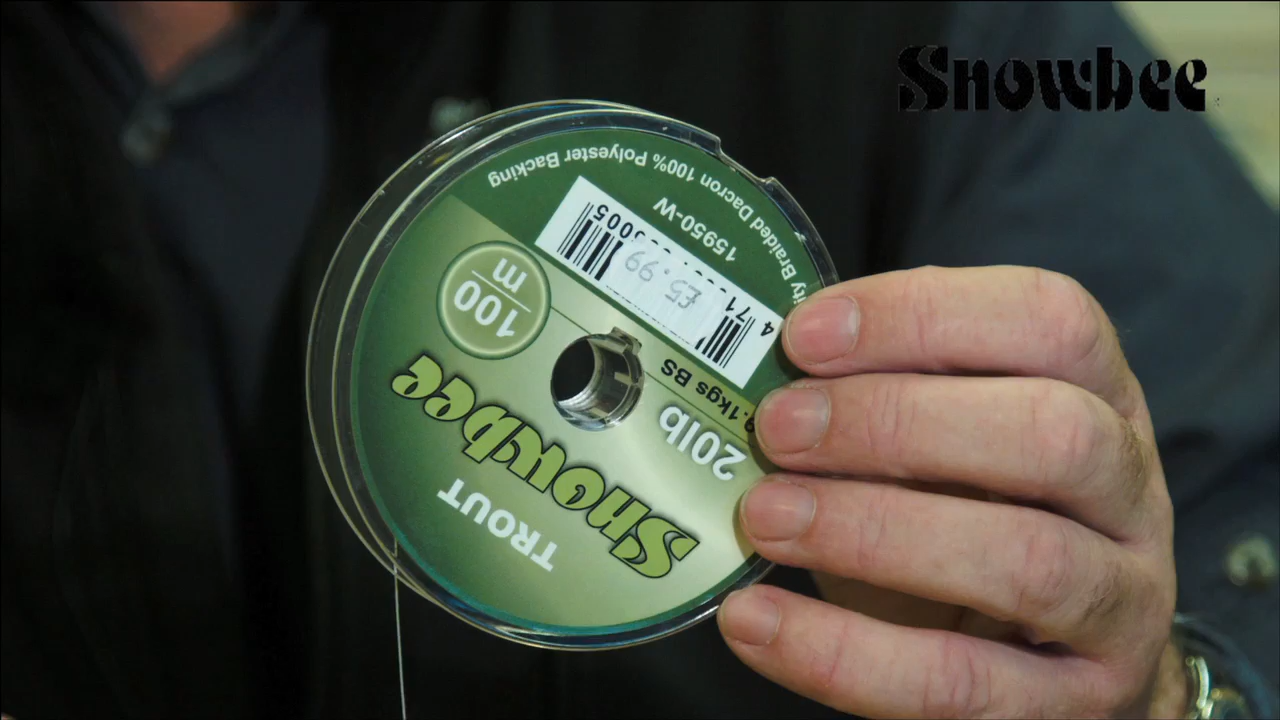 Snowbee
TROUT
Snowbee
100
m
20lb
9.1kgs BS
£5.99
15950-W
Braided Dacron 100% Polyester Backing